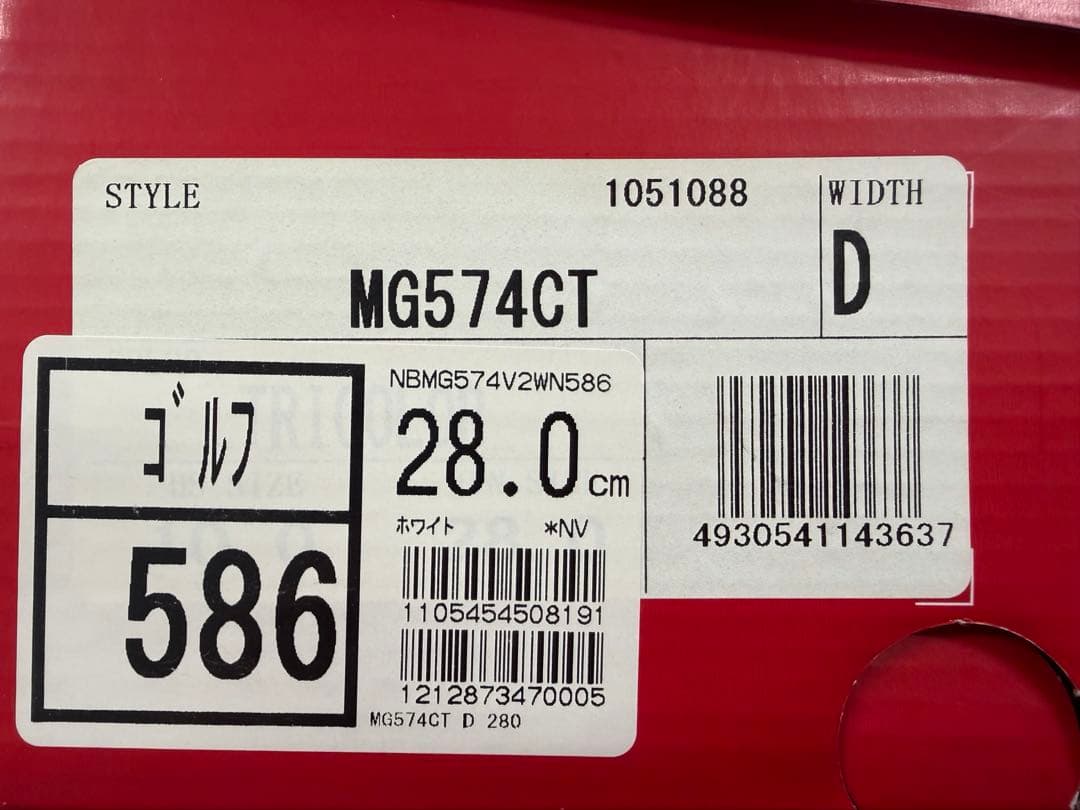 STYLE
1051088
WIDTH
MG574CT
D
ゴルフ
586
NBMG574V2WN586
28.0cm
ホワイト *NV
1105454508191
1212873470005
MG574CT D 280
4930541143637
TRICOLOR